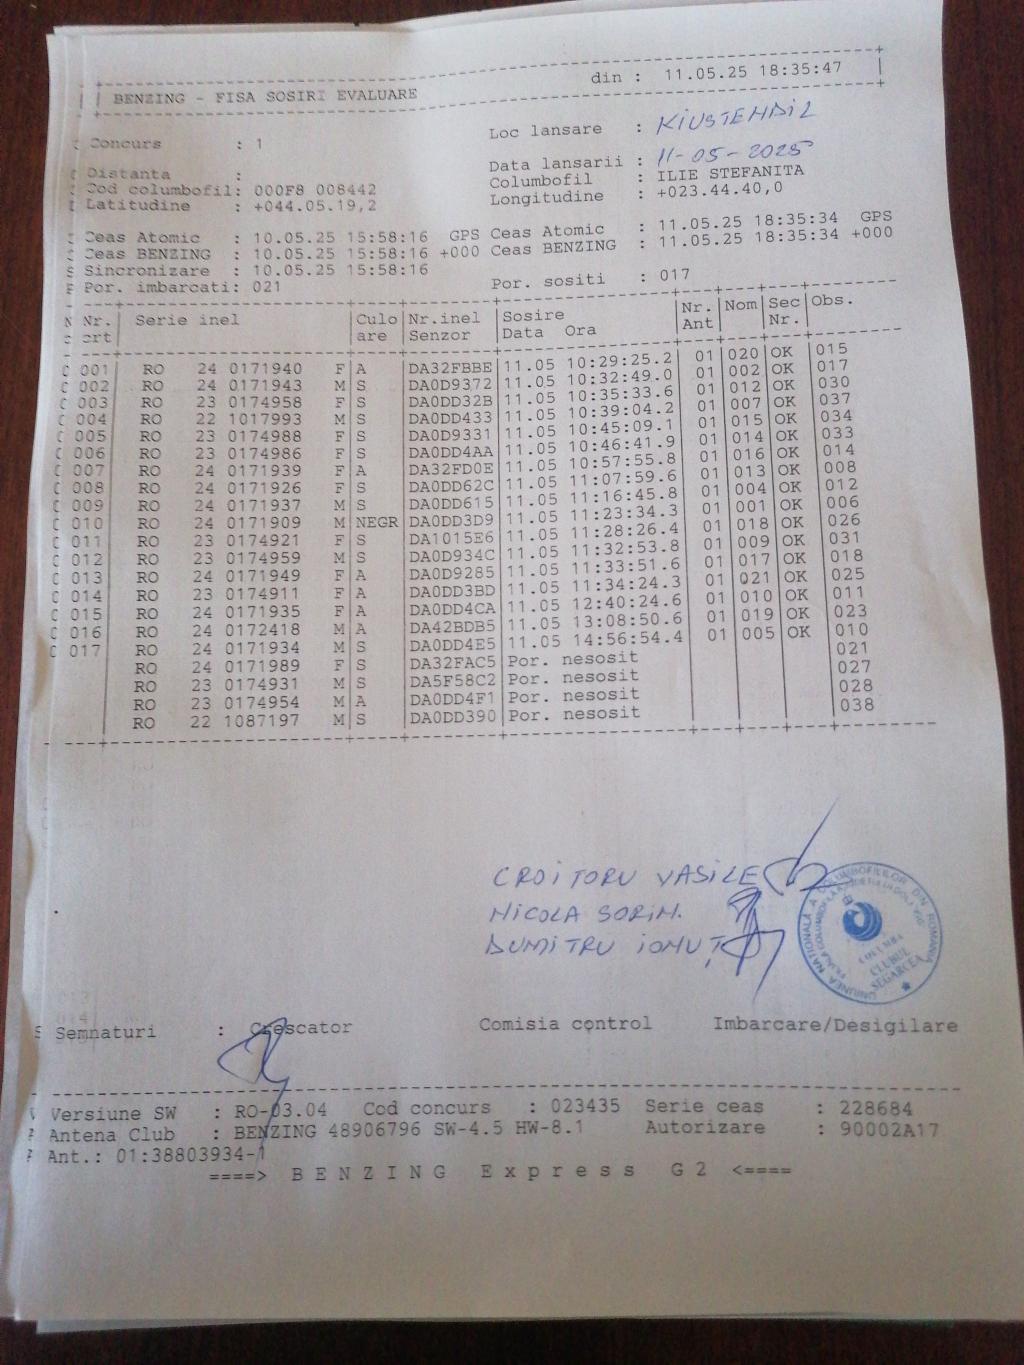 din : 11.05.25 18:35:47
BENZING - FISA SOSIRI EVALUARE
Concurs : 1 Loc lansare : KIUSTENDIL
Distanta : Data lansarii : 11-05-2025
Cod columbofil: 000F8 008442 Columbofil : ILIE STEFANITA
Latitudine : +044.05.19,2 Longitudine : +023.44.40,0
Ceas Atomic : 10.05.25 15:58:16 GPS Ceas Atomic : 11.05.25 18:35:34 GPS
Ceas BENZING : 10.05.25 15:58:16 +000 Ceas BENZING : 11.05.25 18:35:34 +000
Sincronizare : 10.05.25 15:58:16
Por. imbarcati: 021 Por. sositi : 017
Nr. Serie inel Culo Nr.inel Sosire Nr. Nom Sec Obs.
crt are Senzor Data Ora Ant Nr.
001 RO 24 0171940 F A DA32FBBE 11.05 10:29:25.2 01 020 OK 015
002 RO 24 0171943 M S DA0D9372 11.05 10:32:49.0 01 002 OK 017
003 RO 23 0174958 F S DA0DD32B 11.05 10:35:33.6 01 012 OK 030
004 RO 22 1017993 M S DA0DD433 11.05 10:39:04.2 01 007 OK 037
005 RO 23 0174988 F S DA0D9331 11.05 10:45:09.1 01 015 OK 034
006 RO 23 0174986 F S DA0DD4AA 11.05 10:46:41.9 01 014 OK 033
007 RO 24 0171939 F A DA32FD0E 11.05 10:57:55.8 01 016 OK 014
008 RO 24 0171926 F S DA0DD62C 11.05 11:07:59.6 01 013 OK 008
009 RO 24 0171937 M S DA0DD615 11.05 11:16:45.8 01 004 OK 012
010 RO 24 0171909 M NEGR DA0DD3D9 11.05 11:23:34.3 01 001 OK 006
011 RO 23 0174921 F S DA1015E6 11.05 11:28:26.4 01 018 OK 026
012 RO 23 0174959 M S DA0D934C 11.05 11:32:53.8 01 009 OK 031
013 RO 24 0171949 F A DA0D9285 11.05 11:33:51.6 01 017 OK 018
014 RO 23 0174911 F A DA0DD3BD 11.05 11:34:24.3 01 021 OK 025
015 RO 24 0171935 F A DA0DD4CA 11.05 12:40:24.6 01 010 OK 011
016 RO 24 0172418 M A DA42BDB5 11.05 13:08:50.6 01 019 OK 023
017 RO 24 0171934 M S DA0DD4E5 11.05 14:56:54.4 01 005 OK 010
RO 24 0171989 F S DA32FAC5 Por. nesosit 021
RO 23 0174931 M S DA5F58C2 Por. nesosit 027
RO 23 0174954 M A DA0DD4F1 Por. nesosit 028
RO 22 1087197 M S DA0DD390 Por. nesosit 038
CROITORU VASILE
NICOLA SORIN.
DUMITRU IONUȚ
UNIUNEA NAȚIONALĂ A COLUMBOFILILOR DIN ROMANIA
COLUMBA
CLUBUL
SEGARCEA
Semnaturi : Crescator Comisia control Imbarcare/Desigilare
Versiune SW : RO-03.04 Cod concurs : 023435 Serie ceas : 228684
Antena Club : BENZING 48906796 SW-4.5 HW-8.1 Autorizare : 90002A17
Ant.: 01:38803934-1
====> BENZING Express G2 <====